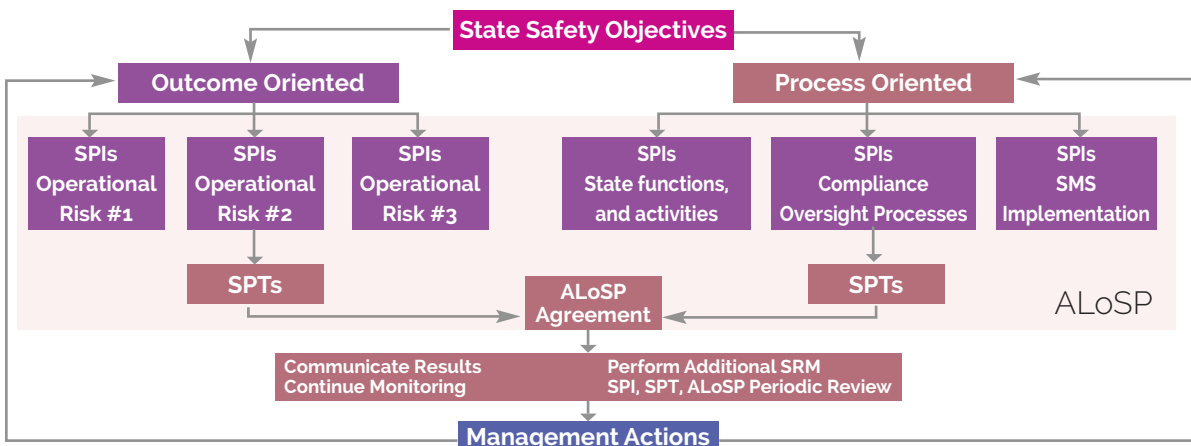 State Safety Objectives
Outcome Oriented
Process Oriented
SPIs
Operational
Risk #1
SPIs
Operational
Risk #2
SPIs
Operational
Risk #3
SPIs
State functions,
and activities
SPIs
Compliance
Oversight Processes
SPIs
SMS
Implementation
SPTs
ALoSP
Agreement
SPTs
ALoSP
Communicate Results
Continue Monitoring
Perform Additional SRM
SPI, SPT, ALoSP Periodic Review
Management Actions